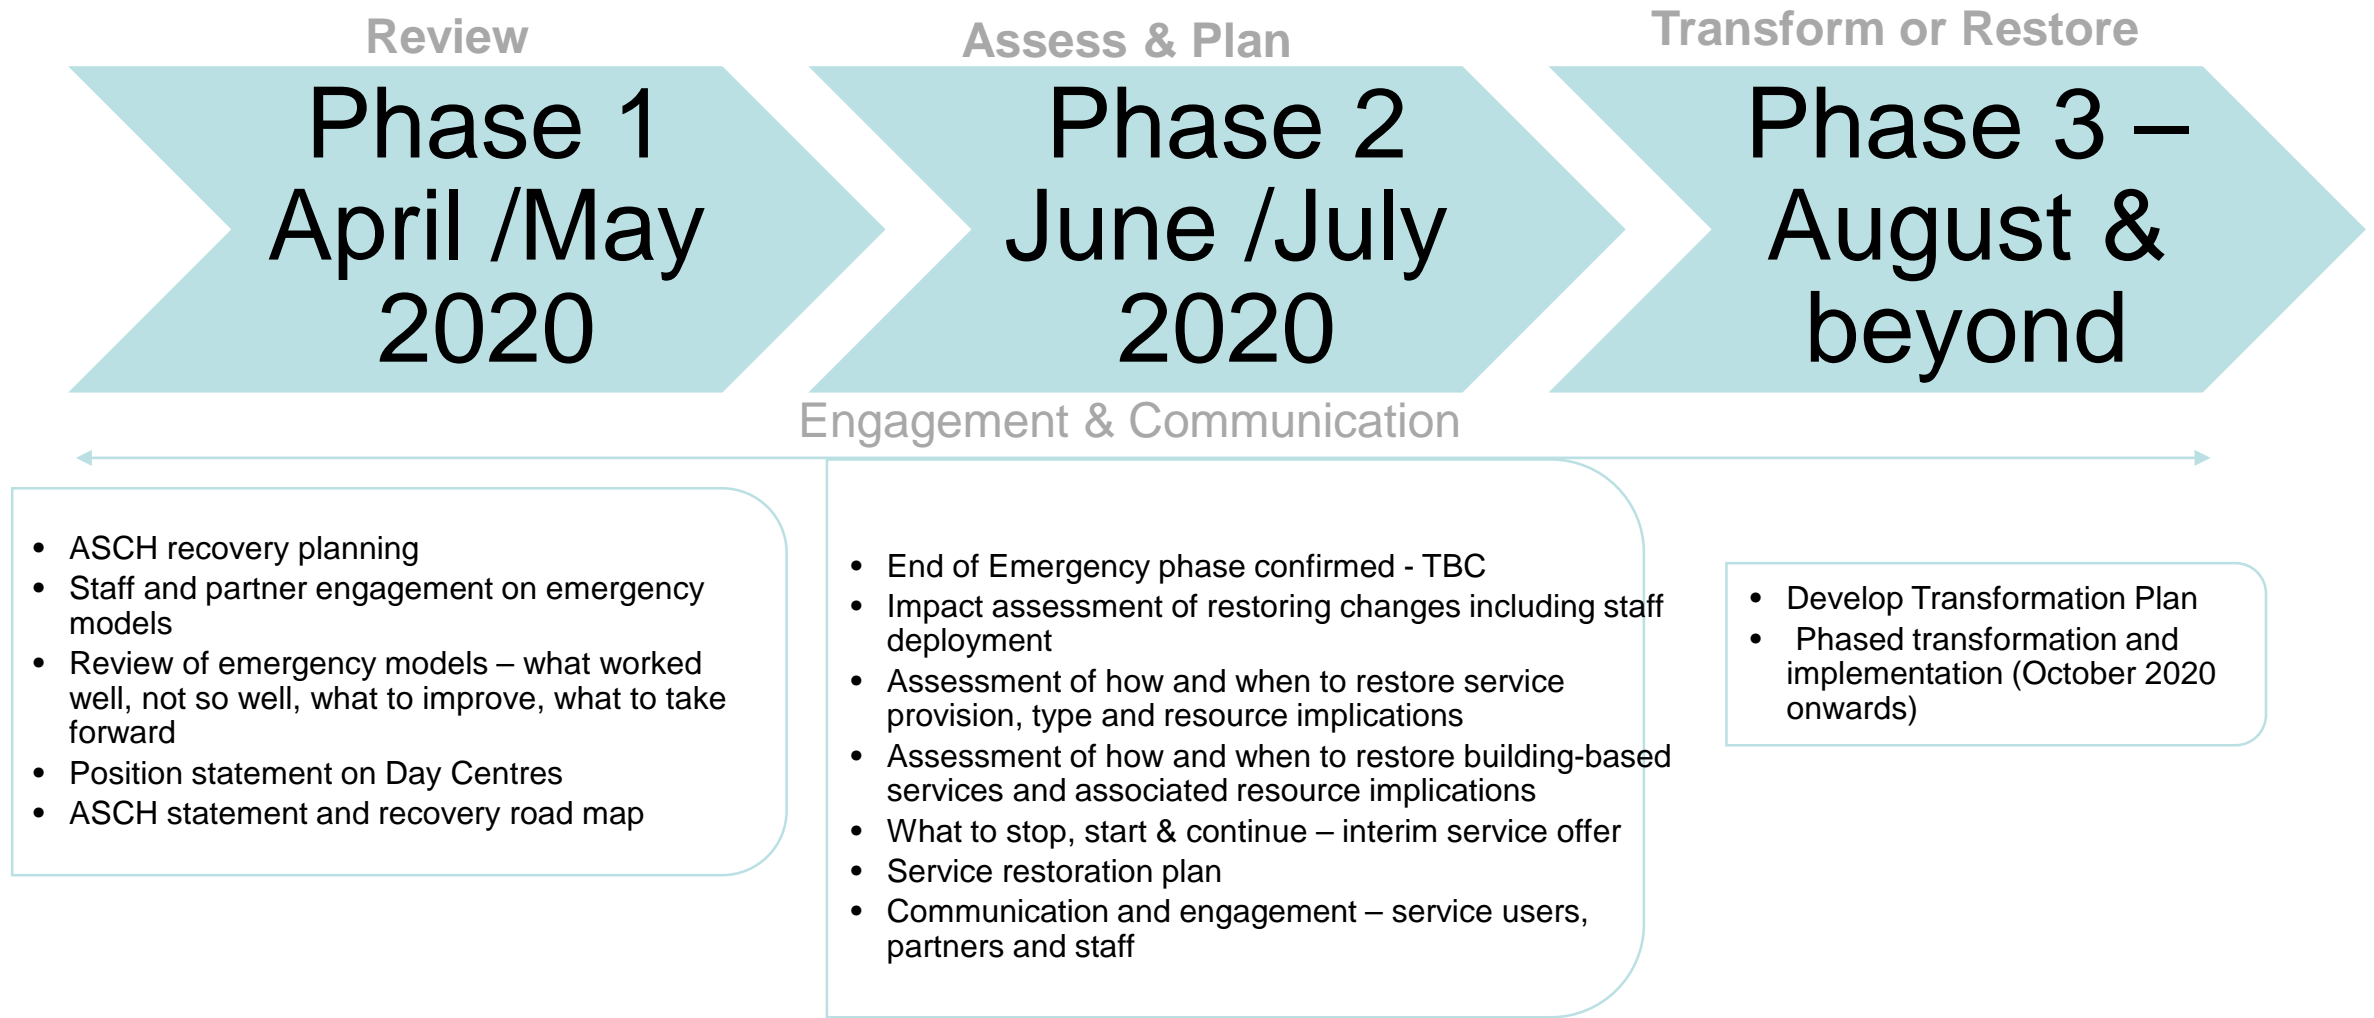 Review
Assess & Plan
Transform or Restore
Phase 1
April /May
2020
Phase 2
June /July
2020
Phase 3 –
August &
beyond
Engagement & Communication
• ASCH recovery planning
• Staff and partner engagement on emergency
models
• Review of emergency models – what worked
well, not so well, what to improve, what to take
forward
• Position statement on Day Centres
• ASCH statement and recovery road map
• End of Emergency phase confirmed - TBC
• Impact assessment of restoring changes including staff
deployment
• Assessment of how and when to restore service
provision, type and resource implications
• Assessment of how and when to restore building-based
services and associated resource implications
• What to stop, start & continue – interim service offer
• Service restoration plan
• Communication and engagement – service users,
partners and staff
• Develop Transformation Plan
• Phased transformation and
implementation (October 2020
onwards)